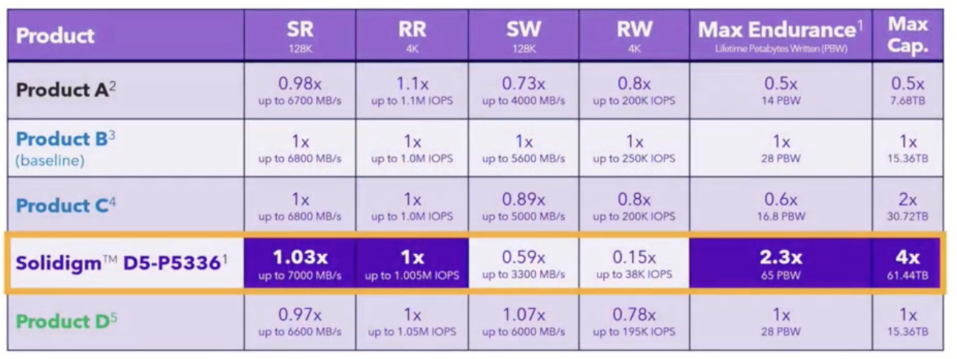 Product SR RR SW RW Max Endurance¹ Max Cap.
128K 4K 128K 4K Lifetime Petabytes Written (PBW)
Product A² 0.98x 1.1x 0.73x 0.8x 0.5x 0.5x
up to 6700 MB/s up to 1.1M IOPS up to 4000 MB/s up to 200K IOPS 14 PBW 7.68TB
Product B³ 1x 1x 1x 1x 1x 1x
(baseline) up to 6800 MB/s up to 1.0M IOPS up to 5600 MB/s up to 250K IOPS 28 PBW 15.36TB
Product C⁴ 1x 1x 0.89x 0.8x 0.6x 2x
up to 6800 MB/s up to 1.0M IOPS up to 5000 MB/s up to 200K IOPS 16.8 PBW 30.72TB
Solidigm™ D5-P5336¹ 1.03x 1x 0.59x 0.15x 2.3x 4x
up to 7000 MB/s up to 1.005M IOPS up to 3300 MB/s up to 38K IOPS 65 PBW 61.44TB
Product D⁵ 0.97x 1x 1.07x 0.78x 1x 1x
up to 6600 MB/s up to 1.05M IOPS up to 6000 MB/s up to 195K IOPS 28 PBW 15.36TB